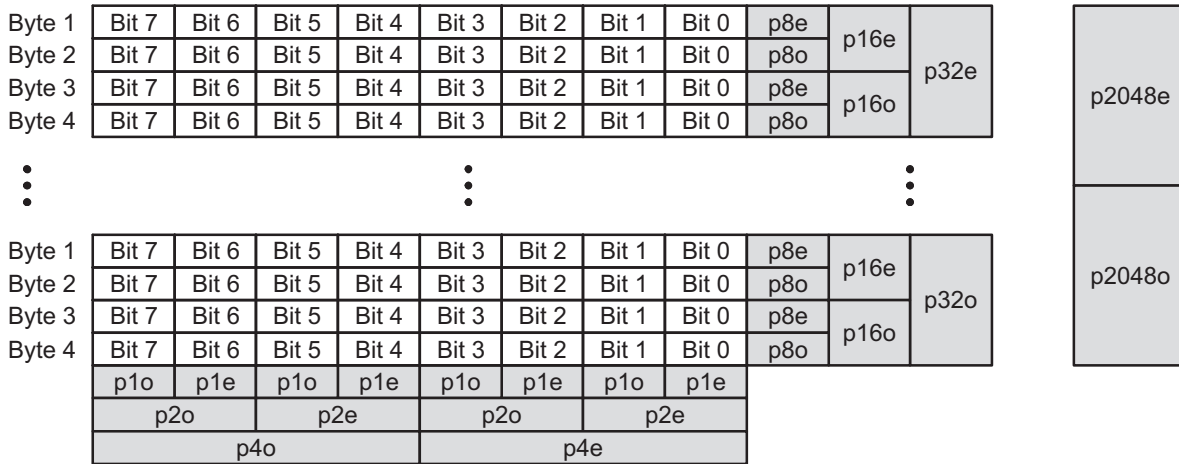 Byte 1 Bit 7 Bit 6 Bit 5 Bit 4 Bit 3 Bit 2 Bit 1 Bit 0 p8e p16e p32e p2048e
Byte 2 Bit 7 Bit 6 Bit 5 Bit 4 Bit 3 Bit 2 Bit 1 Bit 0 p8o
Byte 3 Bit 7 Bit 6 Bit 5 Bit 4 Bit 3 Bit 2 Bit 1 Bit 0 p8e p16o
Byte 4 Bit 7 Bit 6 Bit 5 Bit 4 Bit 3 Bit 2 Bit 1 Bit 0 p8o
Byte 1 Bit 7 Bit 6 Bit 5 Bit 4 Bit 3 Bit 2 Bit 1 Bit 0 p8e p16e p32o p2048o
Byte 2 Bit 7 Bit 6 Bit 5 Bit 4 Bit 3 Bit 2 Bit 1 Bit 0 p8o
Byte 3 Bit 7 Bit 6 Bit 5 Bit 4 Bit 3 Bit 2 Bit 1 Bit 0 p8e p16o
Byte 4 Bit 7 Bit 6 Bit 5 Bit 4 Bit 3 Bit 2 Bit 1 Bit 0 p8o
p1o p1e p1o p1e p1o p1e p1o p1e
p2o p2e p2o p2e
p4o p4e